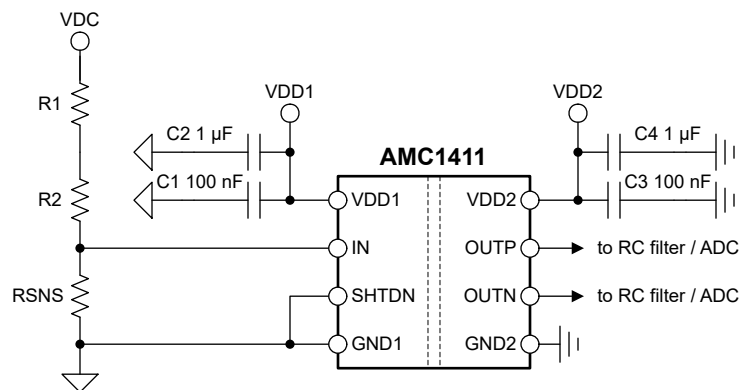 VDC
R1
R2
RSNS
VDD1
C2 1 µF
C1 100 nF
AMC1411
VDD1
IN
SHTDN
GND1
VDD2
OUTP
OUTN
GND2
VDD2
C4 1 µF
C3 100 nF
to RC filter / ADC
to RC filter / ADC